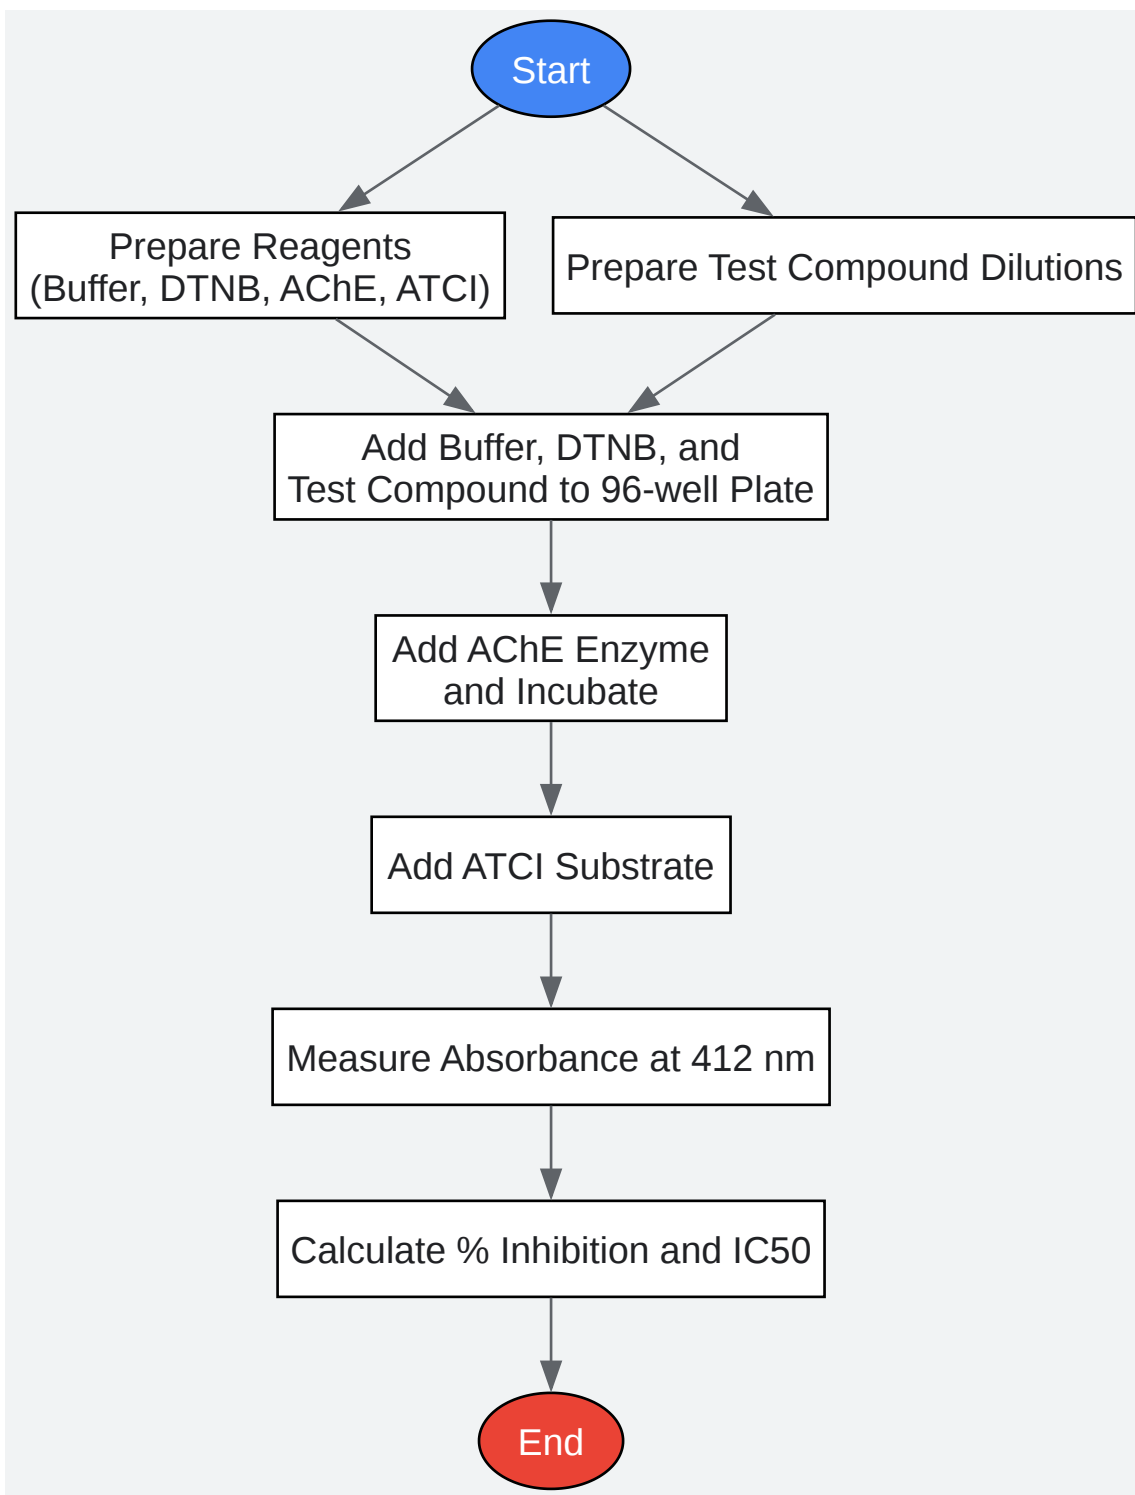 Start
Prepare Reagents
(Buffer, DTNB, AChE, ATCI)
Prepare Test Compound Dilutions
Add Buffer, DTNB, and
Test Compound to 96-well Plate
Add AChE Enzyme
and Incubate
Add ATCI Substrate
Measure Absorbance at 412 nm
Calculate % Inhibition and IC50
End